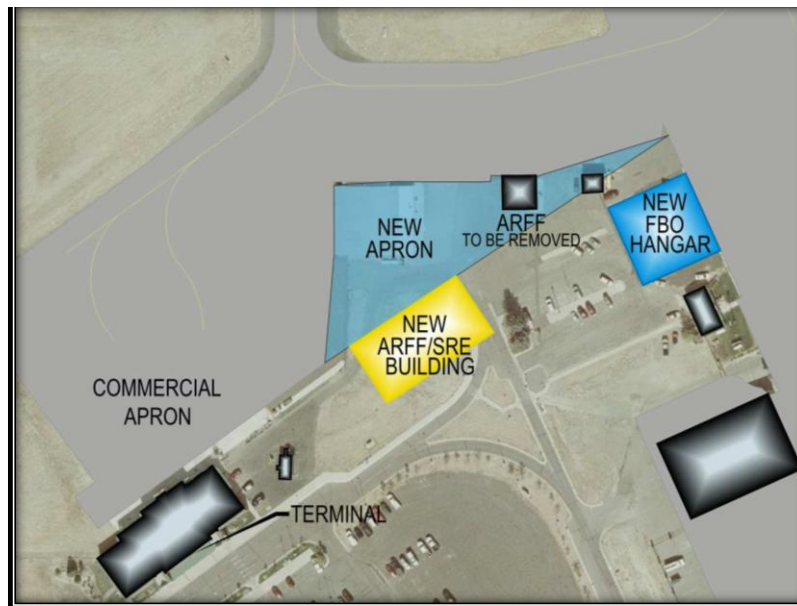 NEW
APRON
ARFF
TO BE REMOVED
NEW
FBO
HANGAR
NEW
ARFF/SRE
BUILDING
COMMERCIAL
APRON
TERMINAL